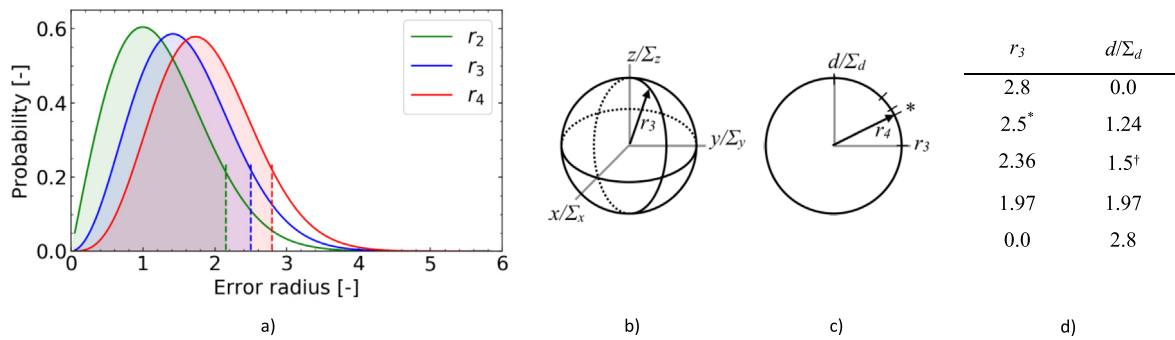 0.6
0.4
0.2
0.0
Probability [-]
0 1 2 3 4 5 6
Error radius [-]
r₂
r₃
r₄
a)
z/Σz
r₃
y/Σy
x/Σx
b)
d/Σd
*
r₄
r₃
c)
r₃ d/Σd
2.8 0.0
2.5* 1.24
2.36 1.5†
1.97 1.97
0.0 2.8
d)